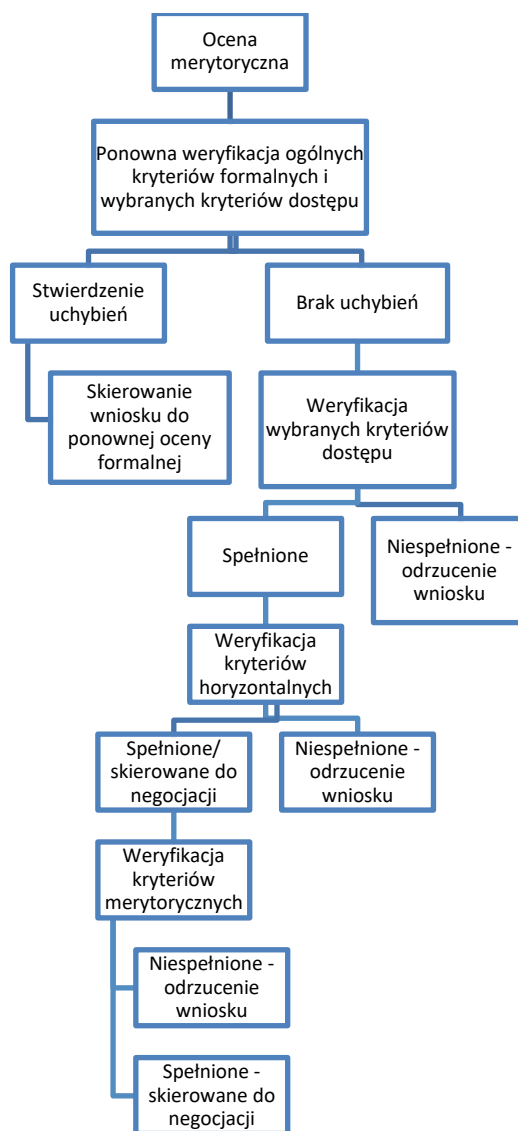 Ocena
merytoryczna
Ponowna weryfikacja ogólnych
kryteriów formalnych i
wybranych kryteriów dostępu
Stwierdzenie
uchybień
Brak uchybień
Skierowanie
wniosku do
ponownej oceny
formalnej
Weryfikacja
wybranych kryteriów
dostępu
Spełnione
Niespełnione -
odrzucenie
wniosku
Weryfikacja
kryteriów
horyzontalnych
Spełnione/
skierowane do
negocjacji
Niespełnione -
odrzucenie
wniosku
Weryfikacja
kryteriów
merytorycznych
Niespełnione -
odrzucenie
wniosku
Spełnione -
skierowane do
negocjacji